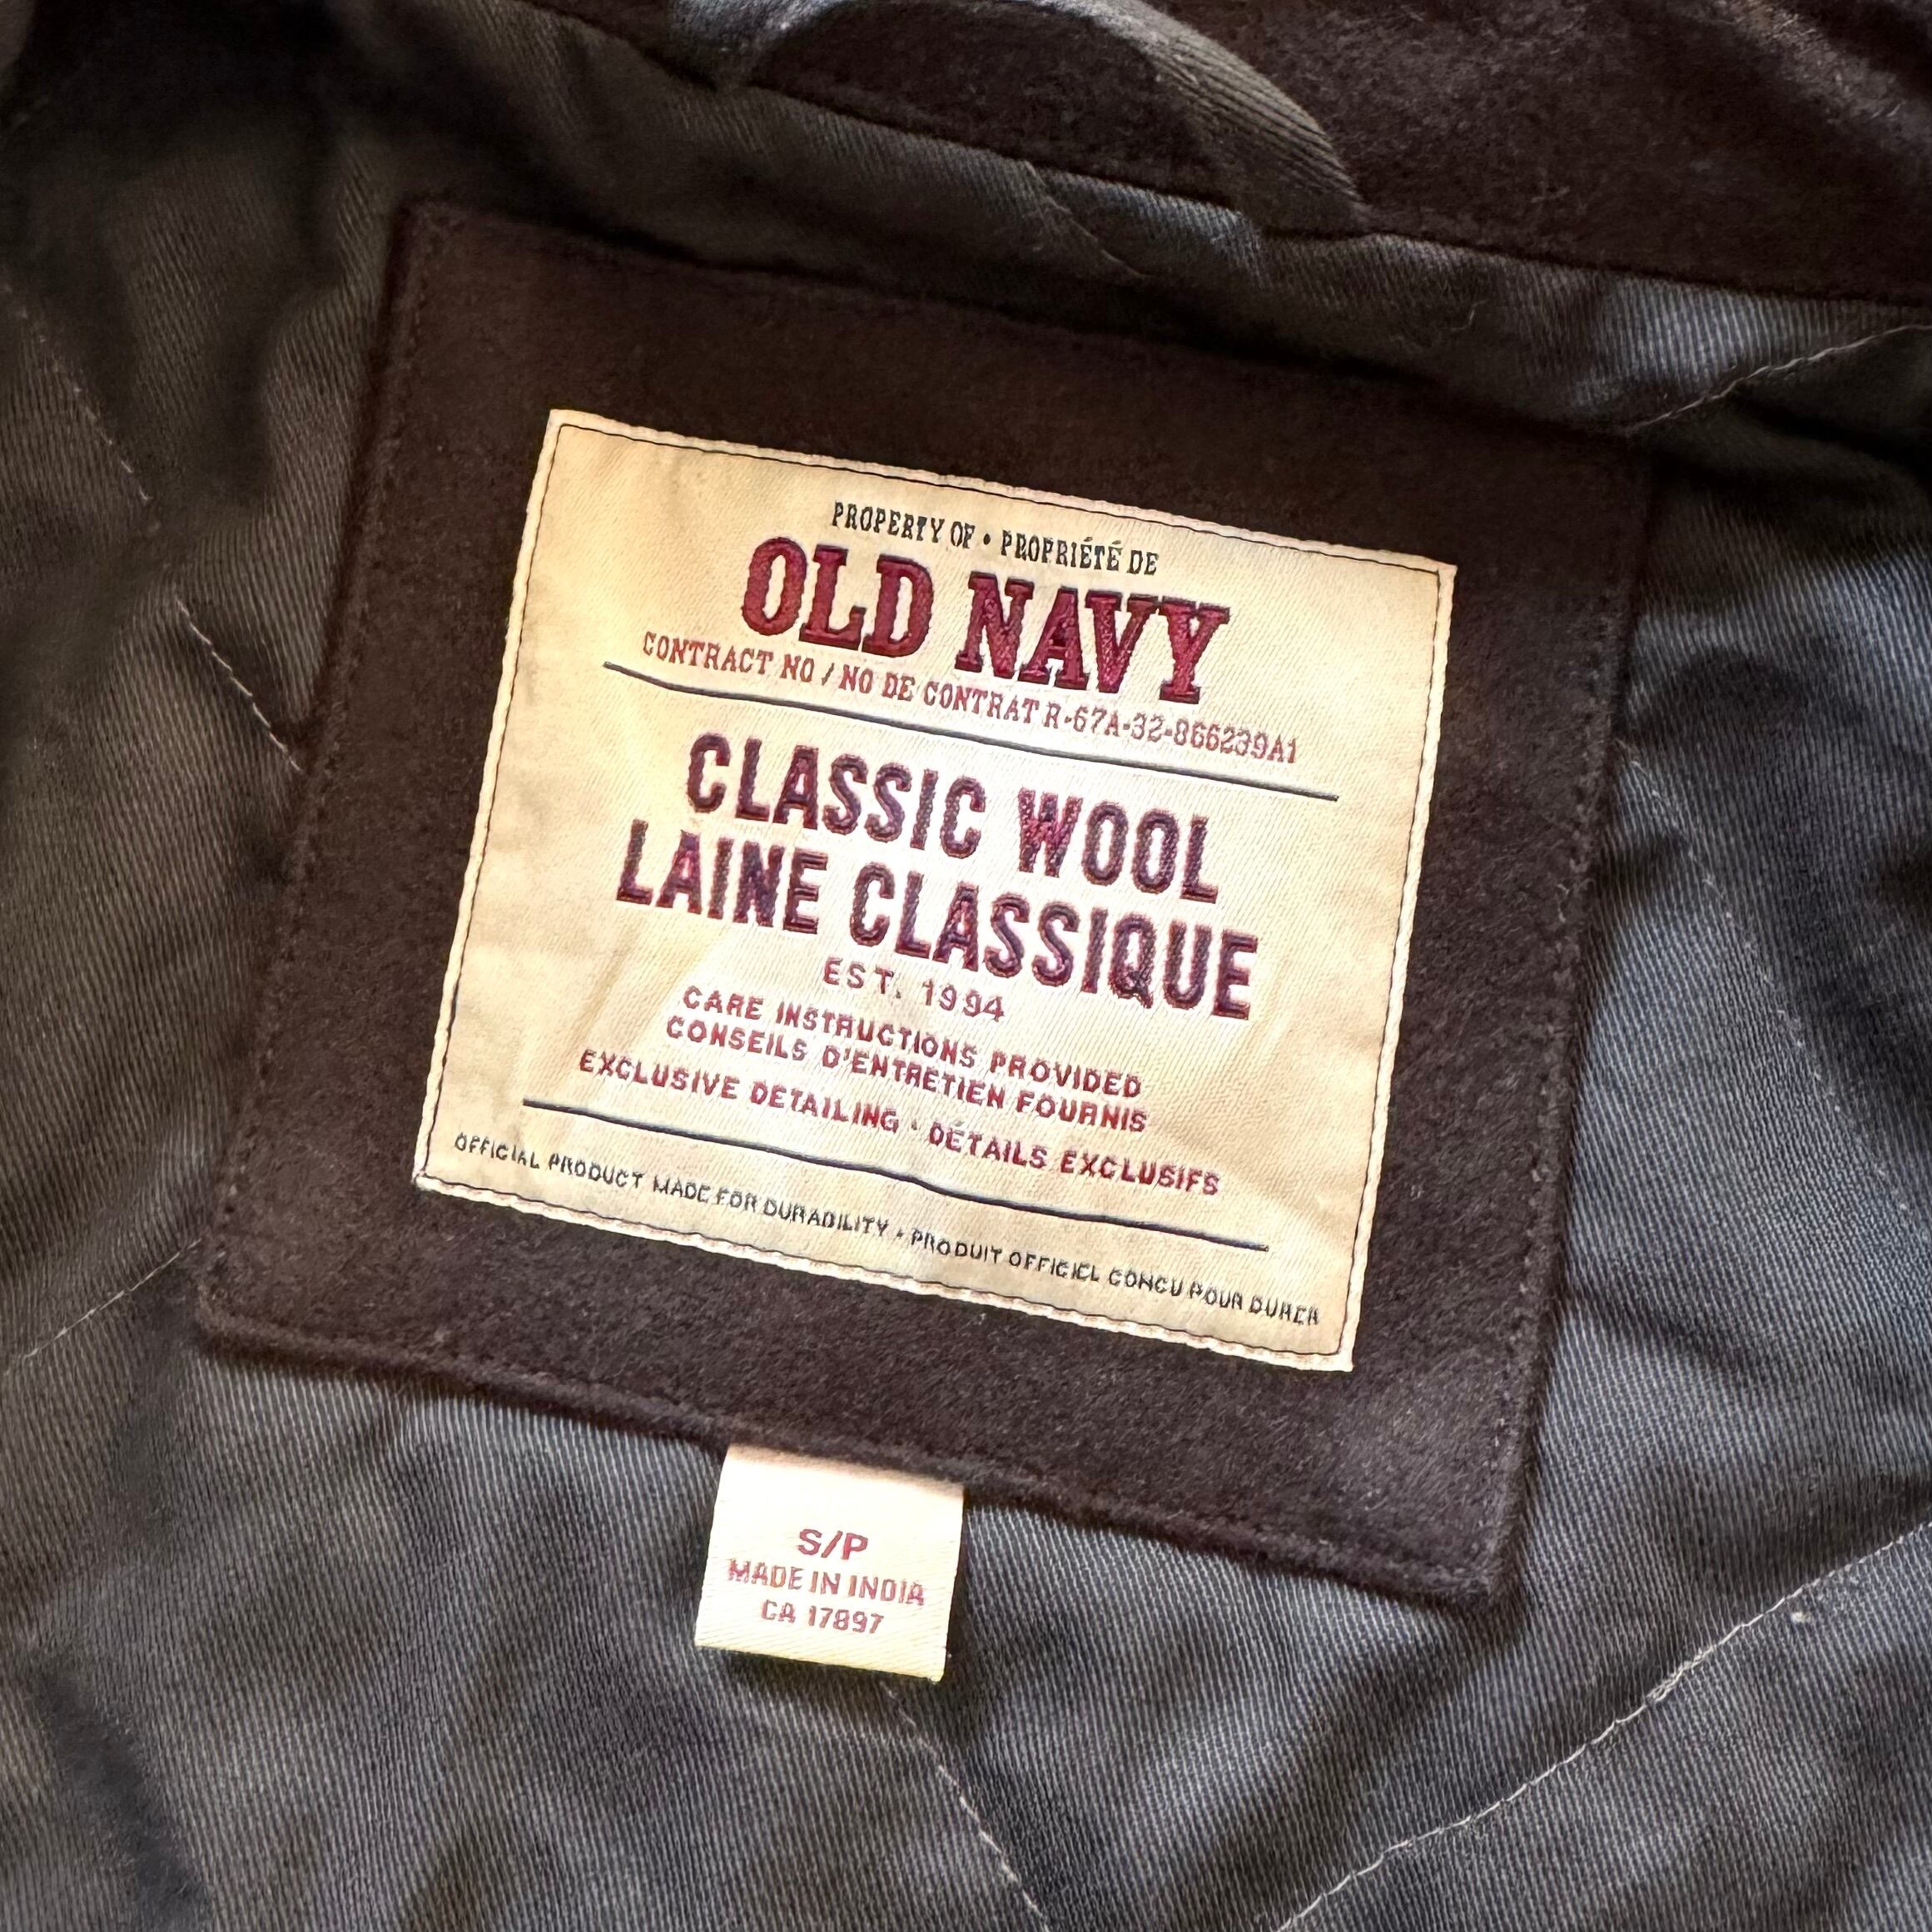 PROPERTY OF • PROPRIÉTÉ DE
OLD NAVY
CONTRACT NO / NO DE CONTRAT R-67A-32-866239A1
CLASSIC WOOL
LAINE CLASSIQUE
EST. 1994
CARE INSTRUCTIONS PROVIDED
CONSEILS D'ENTRETIEN FOURNIS
EXCLUSIVE DETAILING • DÉTAILS EXCLUSIFS
OFFICIAL PRODUCT MADE FOR DURABILITY • PRODUIT OFFICIEL CONCU POUR DURER
S/P
MADE IN INDIA
CA 17897